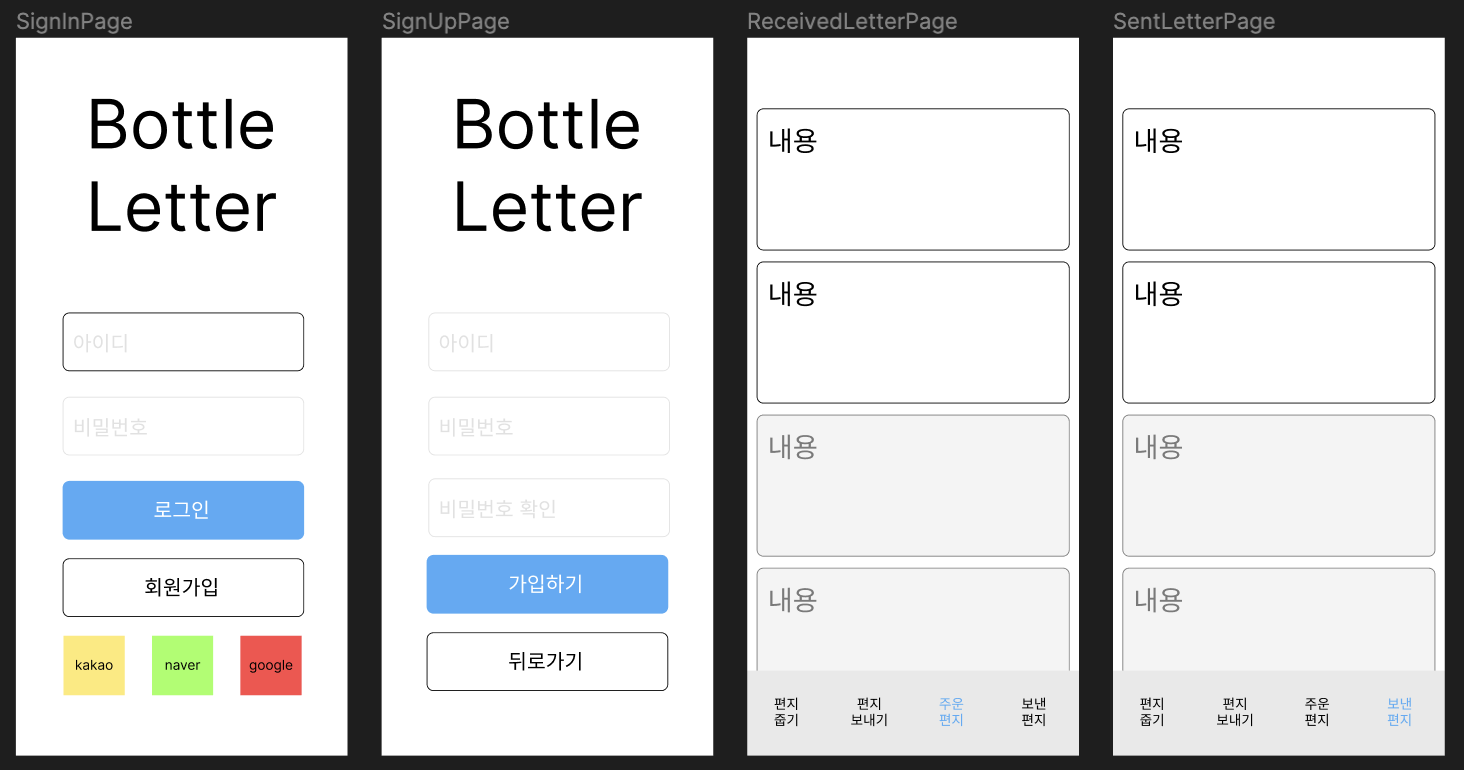 SignInPage
Bottle
Letter
아이디
비밀번호
로그인
회원가입
kakao naver google
SignUpPage
Bottle
Letter
아이디
비밀번호
비밀번호 확인
가입하기
뒤로가기
ReceivedLetterPage
내용
내용
내용
내용
편지
줍기
편지
보내기
주운
편지
보낸
편지
SentLetterPage
내용
내용
내용
내용
편지
줍기
편지
보내기
주운
편지
보낸
편지